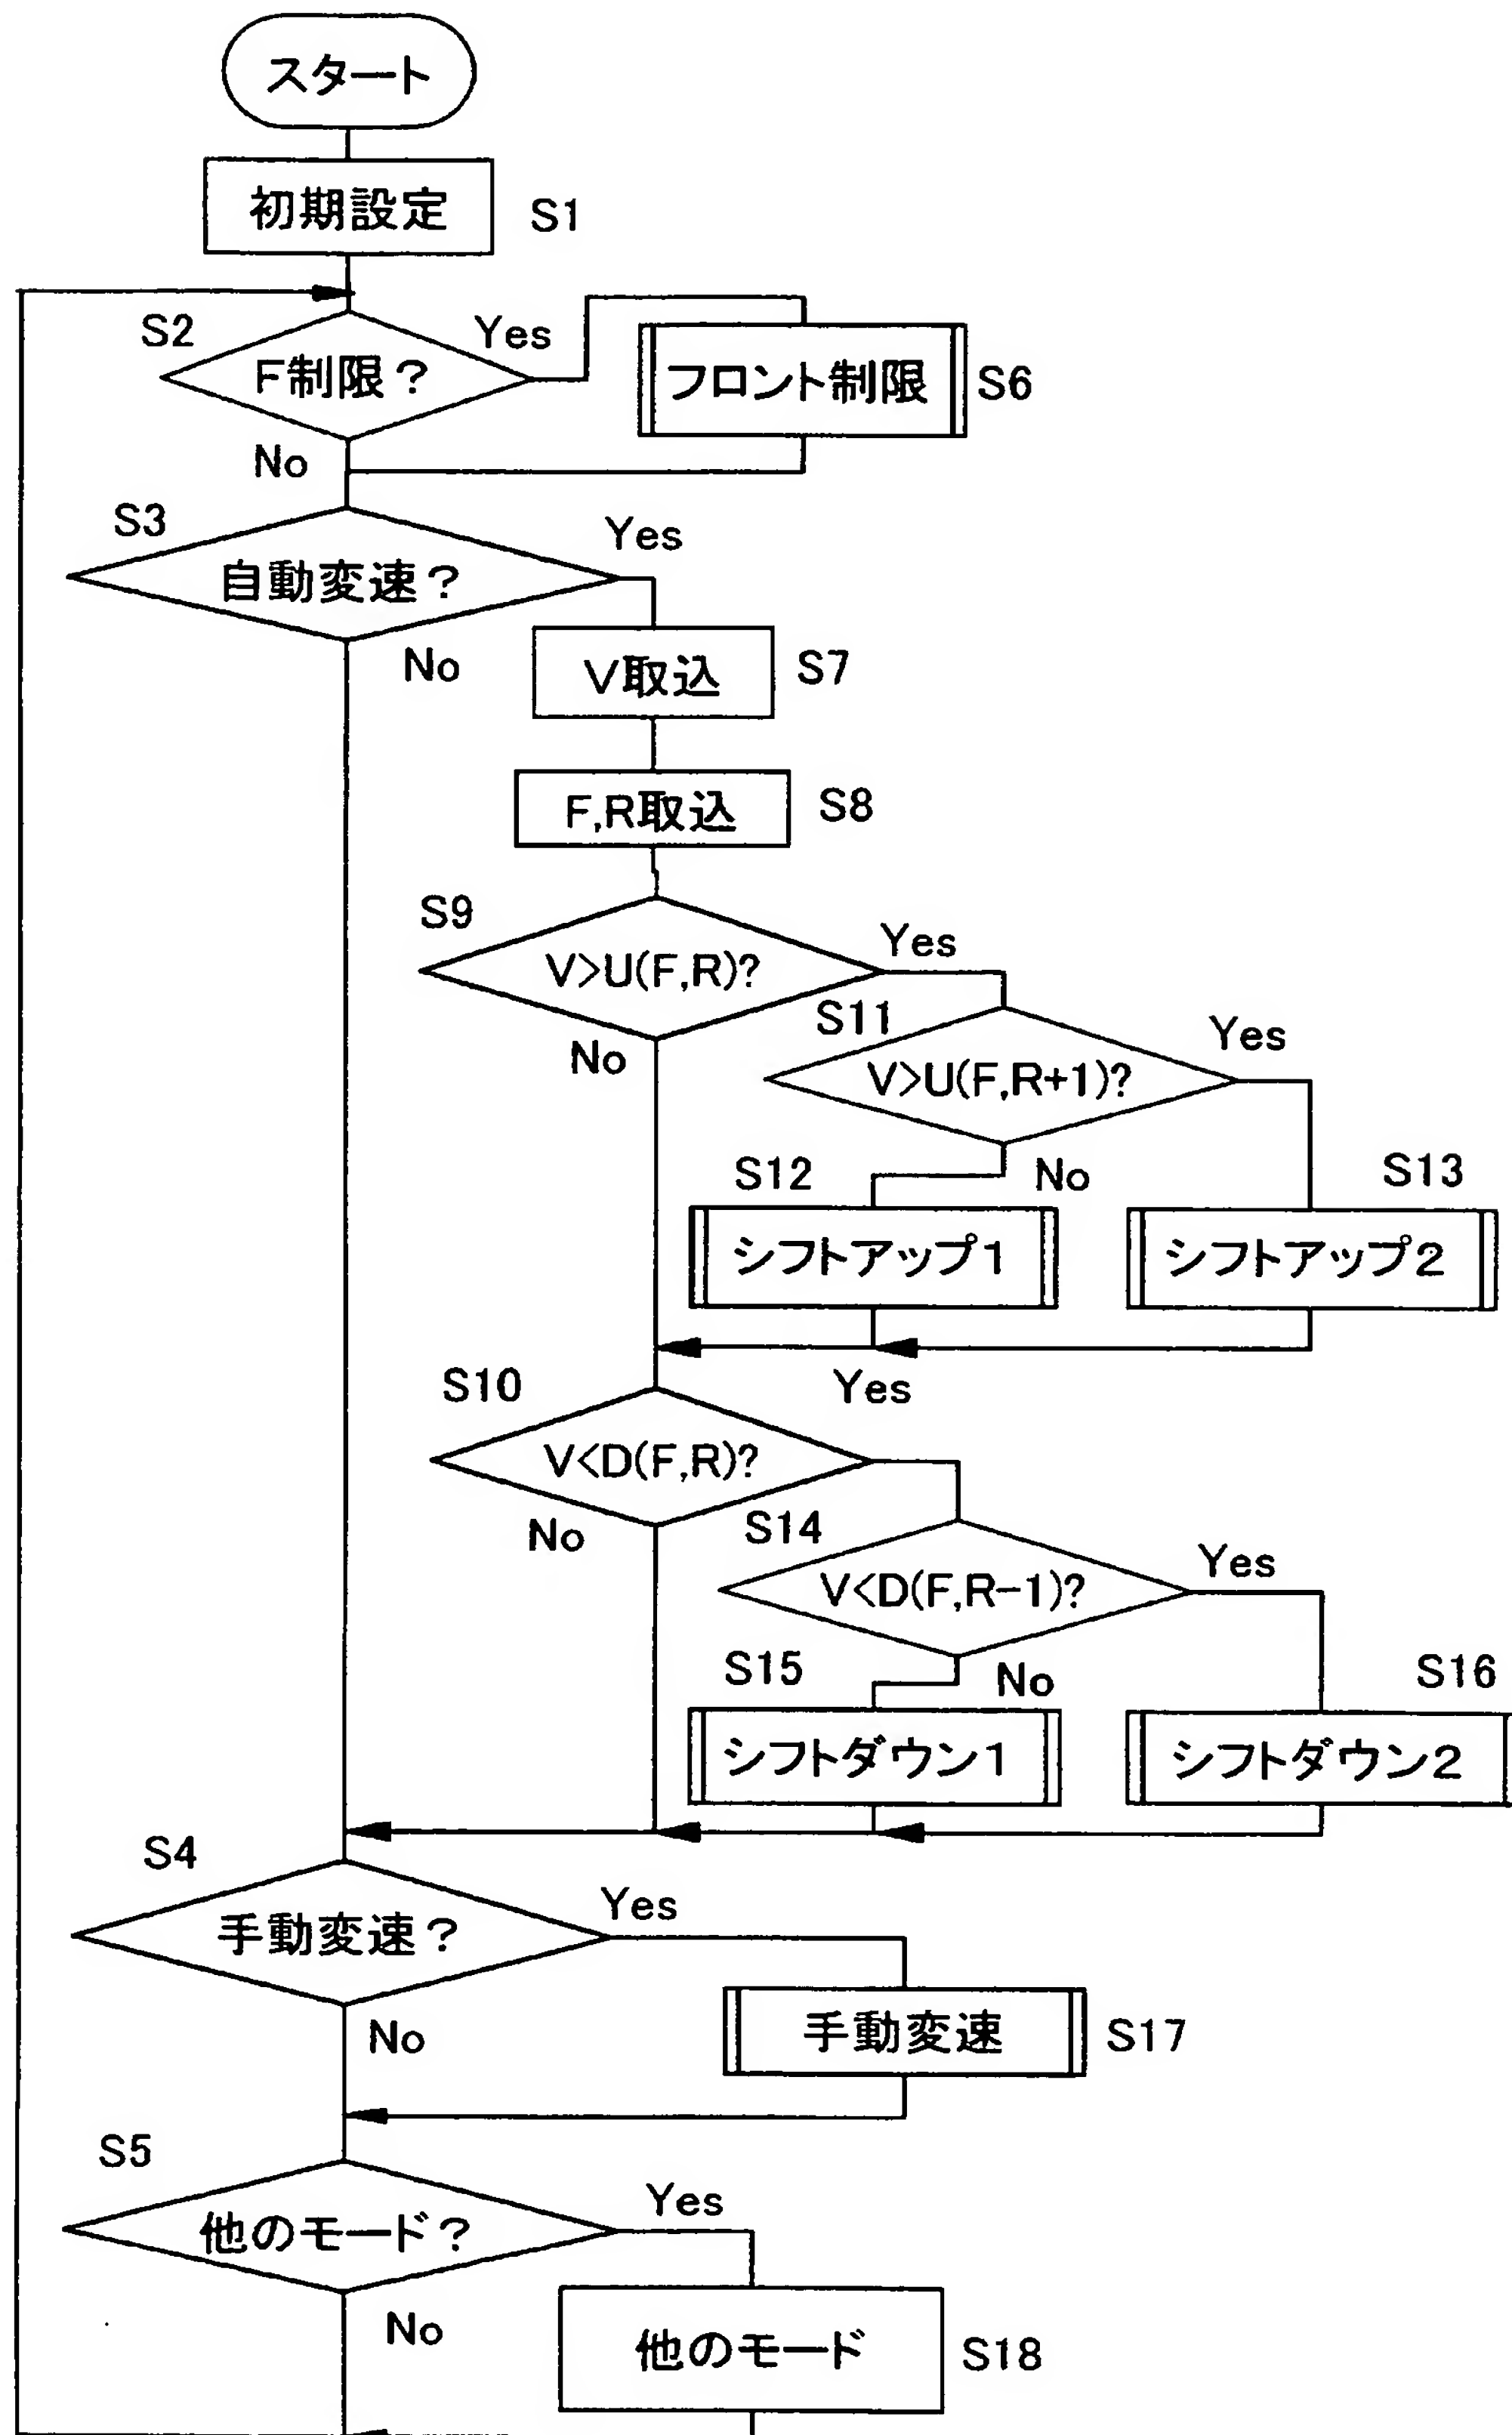 スタート
初期設定 S1
S2
F制限?
Yes
No
フロント制限 S6
S3
自動変速?
Yes
No
V取込 S7
F,R取込 S8
S9
V>U(F,R)?
Yes
No
S11
V>U(F,R+1)?
Yes
No
S12
シフトアップ1
S13
シフトアップ2
S10
V<D(F,R)?
Yes
No
S14
V<D(F,R−1)?
Yes
No
S15
シフトダウン1
S16
シフトダウン2
S4
手動変速?
Yes
No
手動変速 S17
S5
他のモード?
Yes
No
他のモード S18